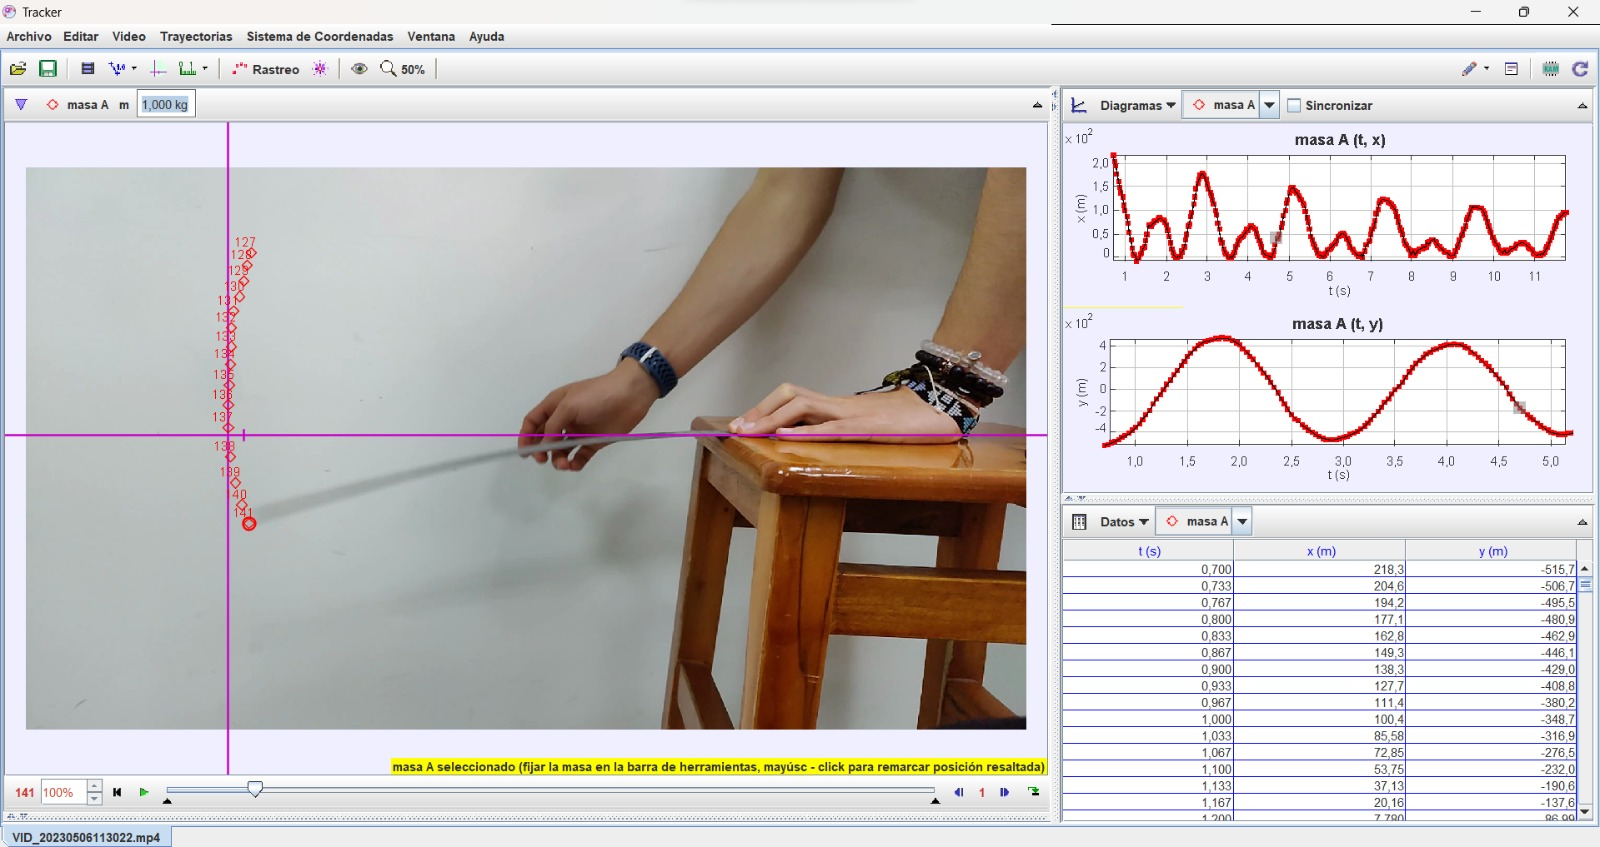 Tracker
Archivo Editar Video Trayectorias Sistema de Coordenadas Ventana Ayuda
Rastreo 50%
masa A m 1,000 kg
127
128
129
130
131
132
133
134
135
136
137
138
139
40
141
masa A seleccionado (fijar la masa en la barra de herramientas, mayúsc - click para remarcar posición resaltada)
141 100% 1
VID_20230506113022.mp4
Diagramas masa A Sincronizar
x 10²
masa A (t, x)
2,0
1,5
1,0
0,5
0
x (m)
1 2 3 4 5 6 7 8 9 10 11
t (s)
x 10²
masa A (t, y)
4
2
0
-2
-4
y (m)
1,0 1,5 2,0 2,5 3,0 3,5 4,0 4,5 5,0
t (s)
Datos masa A
t (s) x (m) y (m)
0,700 218,3 -515,7
0,733 204,6 -506,7
0,767 194,2 -495,5
0,800 177,1 -480,9
0,833 162,8 -462,9
0,867 149,3 -446,1
0,900 138,3 -429,0
0,933 127,7 -408,8
0,967 111,4 -380,2
1,000 100,4 -348,7
1,033 85,58 -316,9
1,067 72,85 -276,5
1,100 53,75 -232,0
1,133 37,13 -190,6
1,167 20,16 -137,6
1,200 7,780 86,99